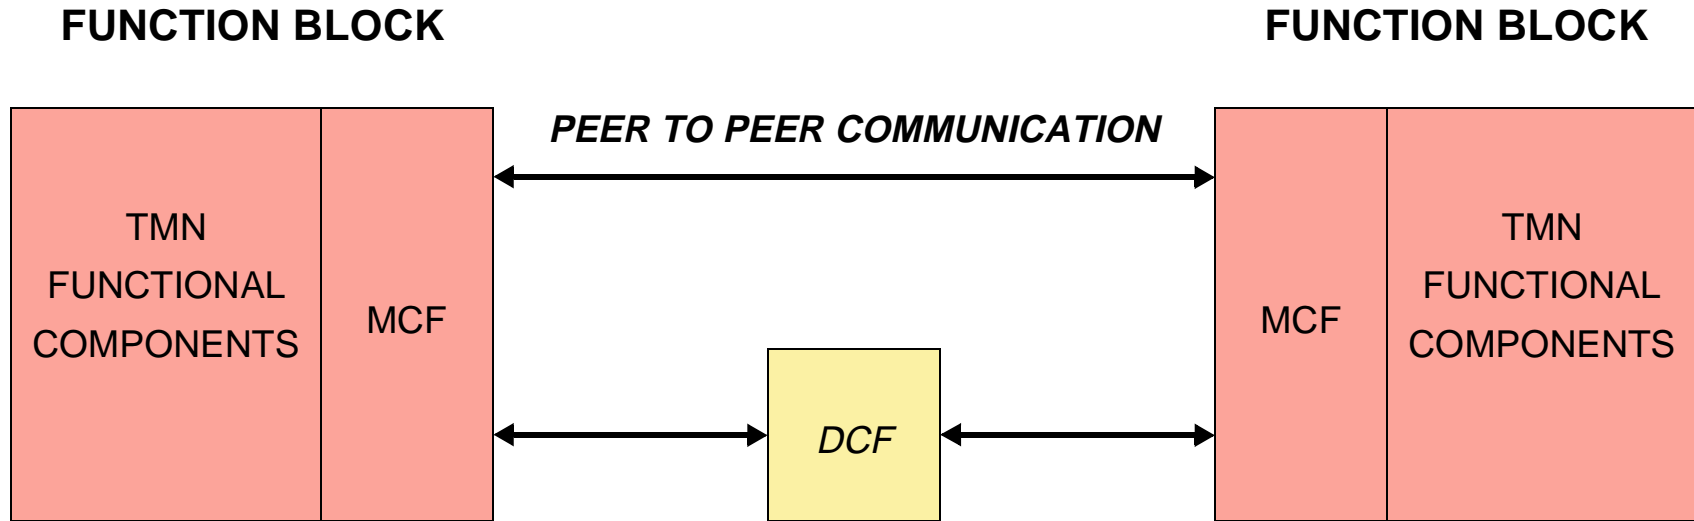 FUNCTION BLOCK
FUNCTION BLOCK
PEER TO PEER COMMUNICATION
TMN
FUNCTIONAL
COMPONENTS
MCF
DCF
MCF
TMN
FUNCTIONAL
COMPONENTS